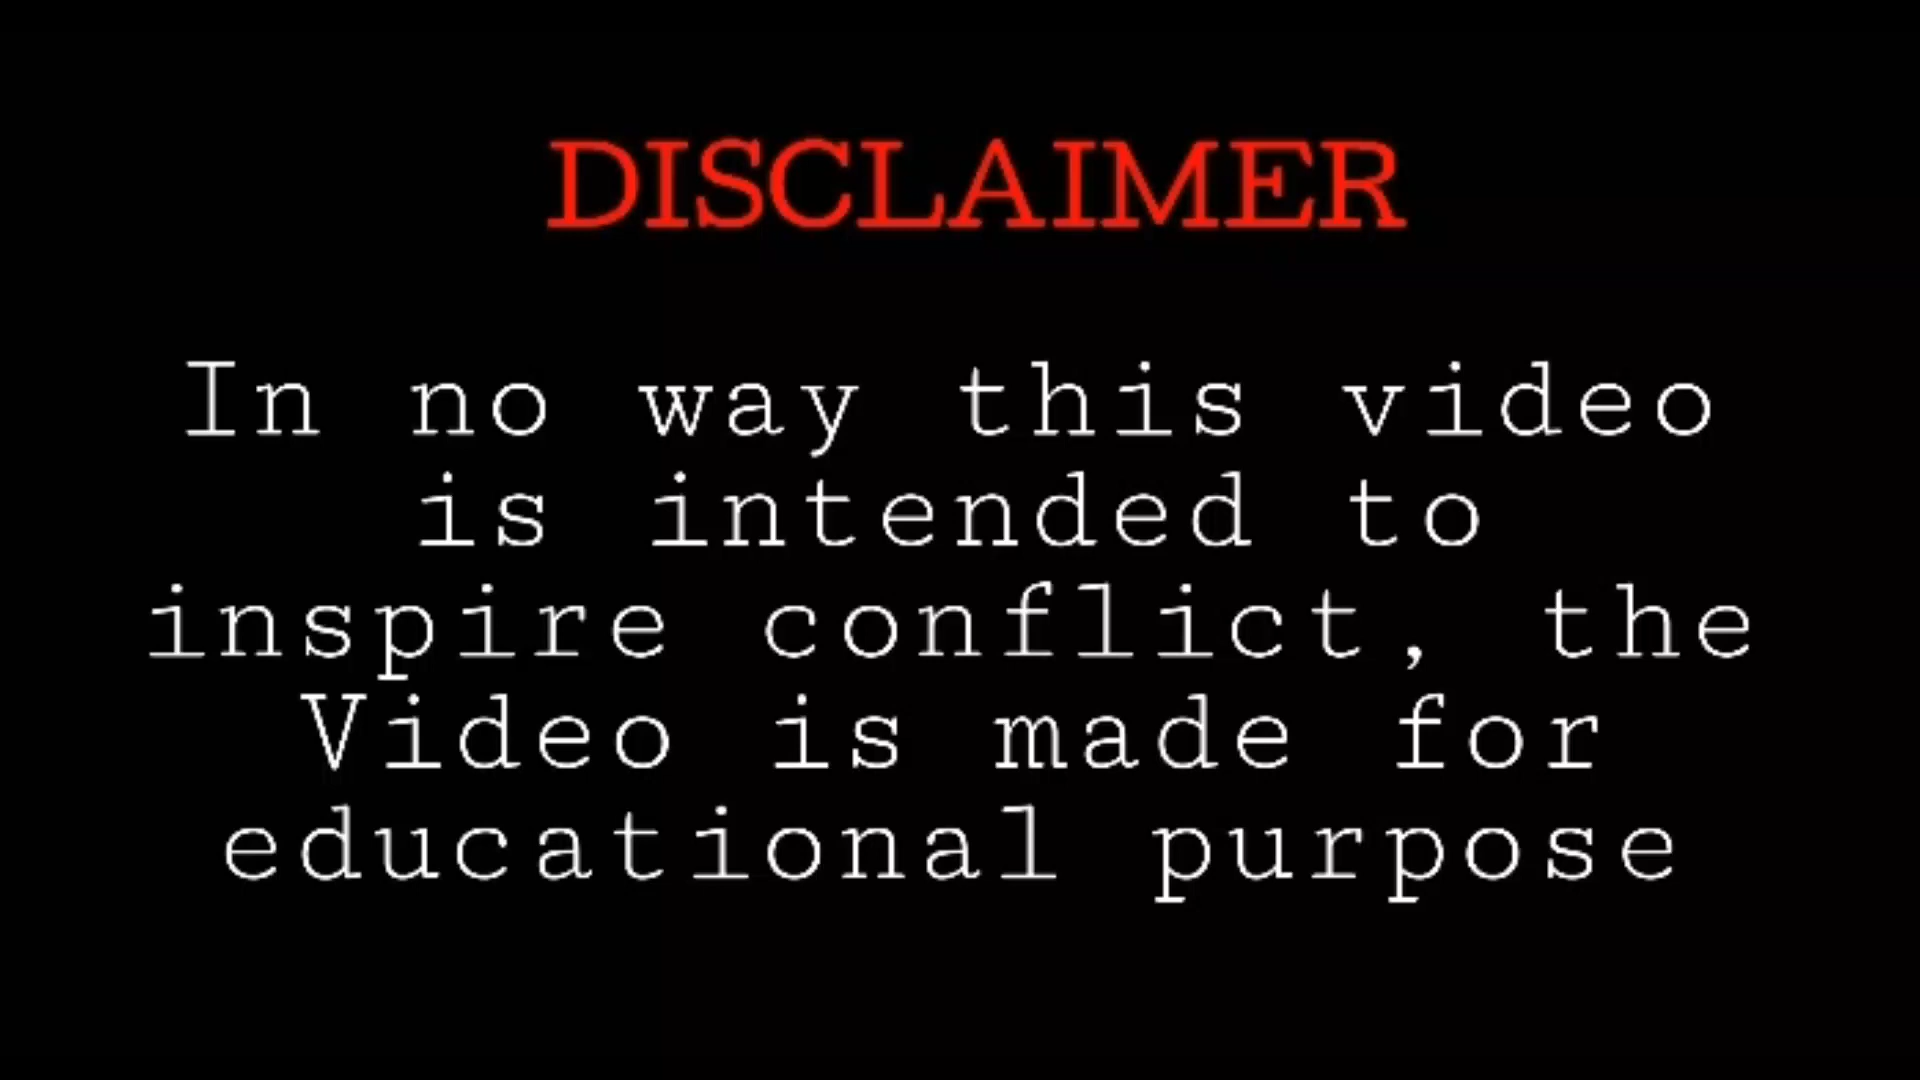 DISCLAIMER
In no way this video
is intended to
inspire conflict, the
Video is made for
educational purpose